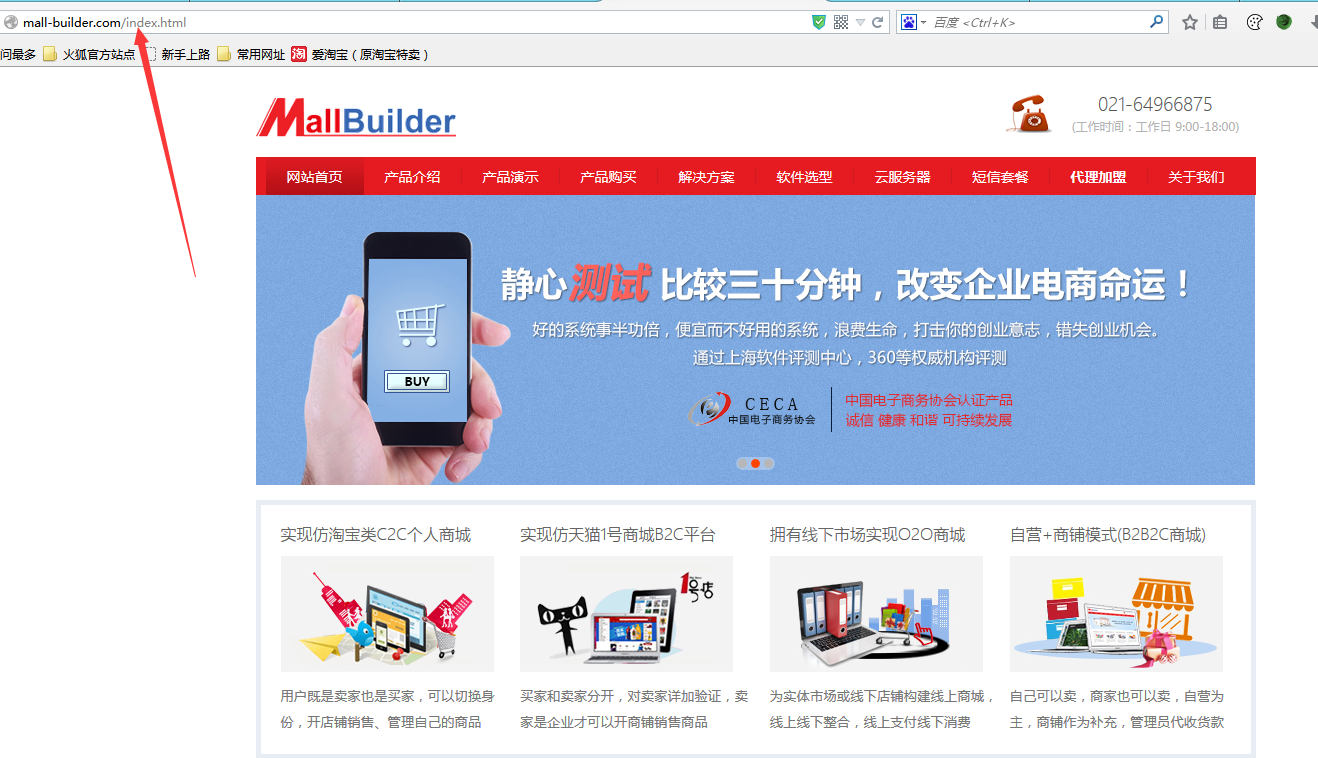 mall-builder.com/index.html
百度 <Ctrl+K>
问最多 火狐官方站点 新手上路 常用网址 淘 爱淘宝（原淘宝特卖）
MallBuilder
021-64966875
(工作时间：工作日 9:00-18:00)
网站首页 产品介绍 产品演示 产品购买 解决方案 软件选型 云服务器 短信套餐 代理加盟 关于我们
静心测试 比较三十分钟，改变企业电商命运！
好的系统事半功倍，便宜而不好用的系统，浪费生命，打击你的创业意志，错失创业机会。
通过上海软件评测中心，360等权威机构评测
BUY
CECA
中国电子商务协会
中国电子商务协会认证产品
诚信 健康 和谐 可持续发展
实现仿淘宝类C2C个人商城
实现仿天猫1号商城B2C平台
拥有线下市场实现O2O商城
自营+商铺模式(B2B2C商城)
1号店
用户既是卖家也是买家，可以切换身
份，开店铺销售、管理自己的商品
买家和卖家分开，对卖家详加验证，卖
家是企业才可以开商铺销售商品
为实体市场或线下店铺构建线上商城，
线上线下整合，线上支付线下消费
自己可以卖，商家也可以卖，自营为
主，商铺作为补充，管理员代收货款